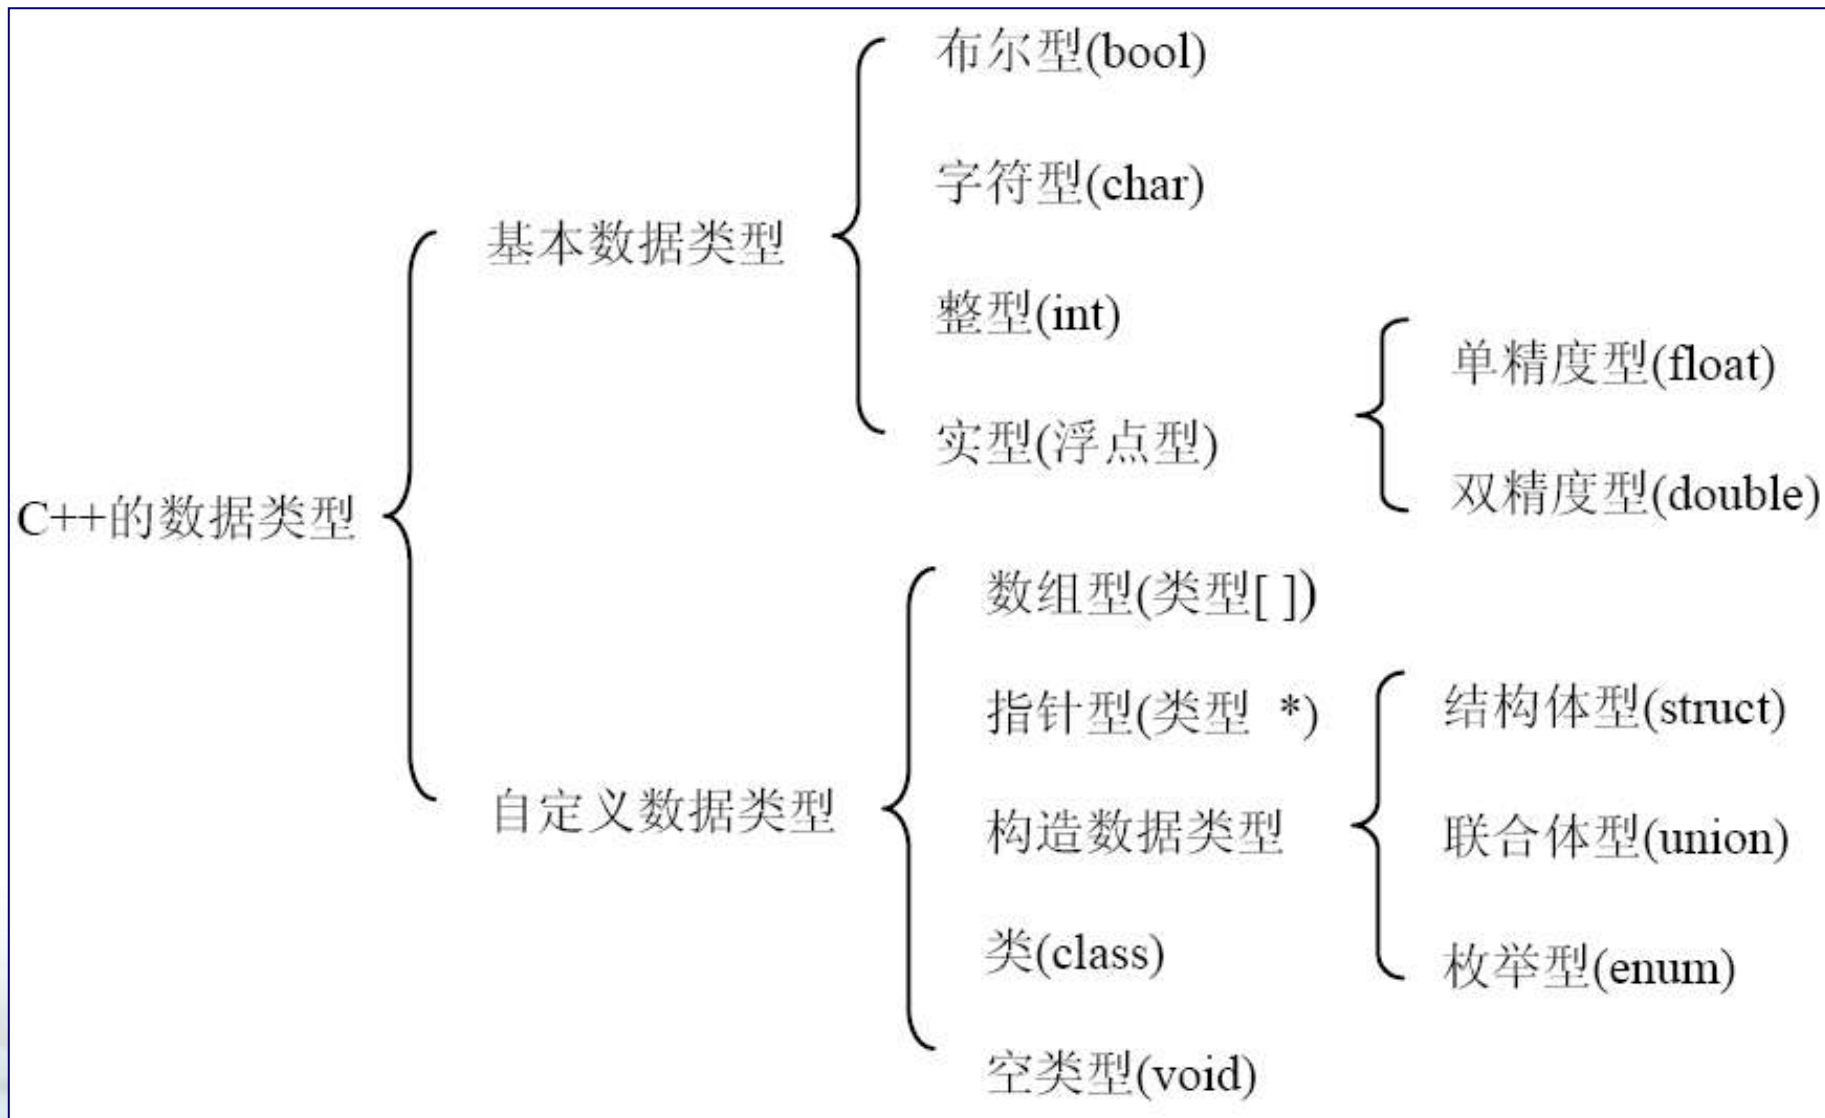 布尔型(bool)
字符型(char)
基本数据类型
整型(int)
单精度型(float)
实型(浮点型)
双精度型(double)
C++的数据类型
数组型(类型[ ])
指针型(类型 *)
结构体型(struct)
自定义数据类型
构造数据类型
联合体型(union)
类(class)
枚举型(enum)
空类型(void)